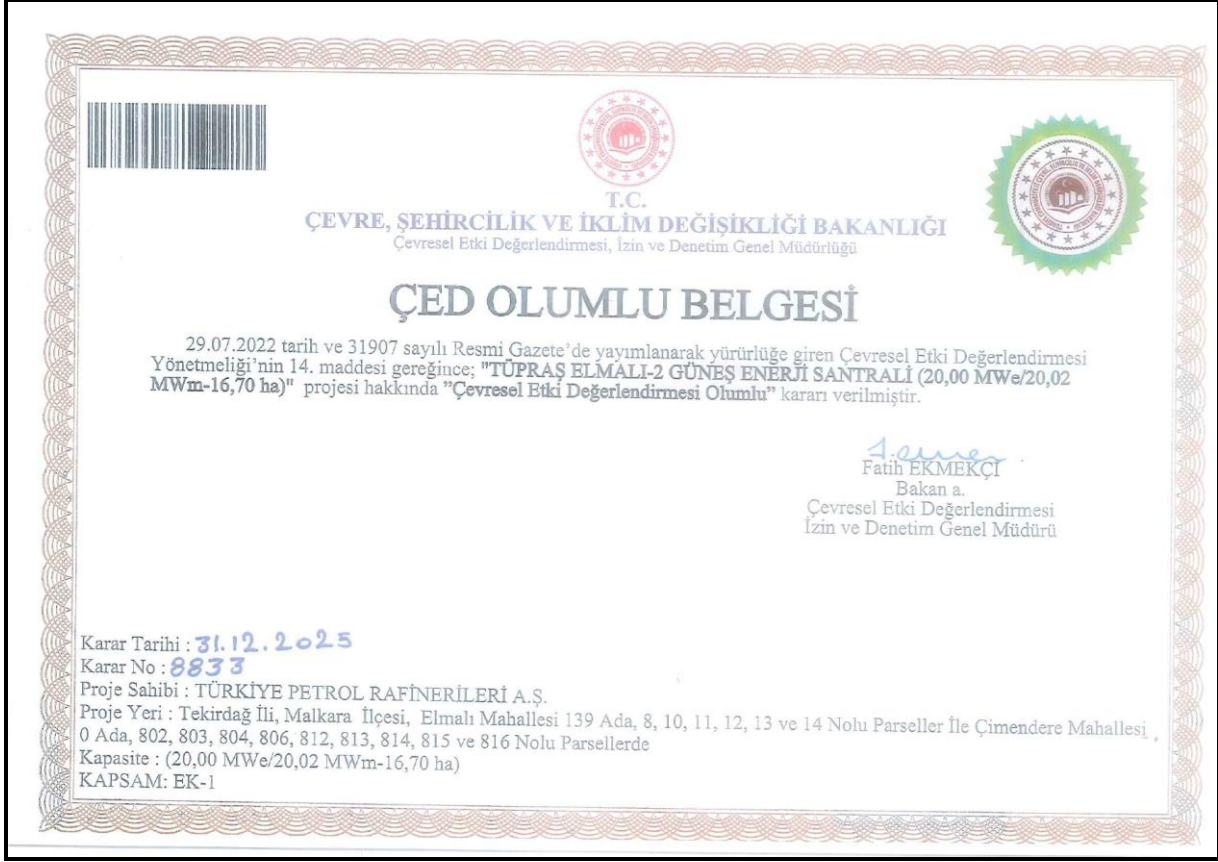 T.C.
ÇEVRE, ŞEHİRCİLİK VE İKLİM DEĞİŞİKLİĞİ BAKANLIĞI
Çevresel Etki Değerlendirmesi, İzin ve Denetim Genel Müdürlüğü
ÇED OLUMLU BELGESİ
29.07.2022 tarih ve 31907 sayılı Resmi Gazete'de yayımlanarak yürürlüğe giren Çevresel Etki Değerlendirmesi
Yönetmeliği'nin 14. maddesi gereğince; "TÜPRAŞ ELMALI-2 GÜNEŞ ENERJİ SANTRALİ (20,00 MWe/20,02
MWm-16,70 ha)" projesi hakkında "Çevresel Etki Değerlendirmesi Olumlu" kararı verilmiştir.
Fatih EKMEKÇİ
Bakan a.
Çevresel Etki Değerlendirmesi
İzin ve Denetim Genel Müdürü
Karar Tarihi : 31.12.2025
Karar No : 8833
Proje Sahibi : TÜRKİYE PETROL RAFİNERİLERİ A.Ş.
Proje Yeri : Tekirdağ İli, Malkara İlçesi, Elmalı Mahallesi 139 Ada, 8, 10, 11, 12, 13 ve 14 Nolu Parseller İle Çimendere Mahallesi
0 Ada, 802, 803, 804, 806, 812, 813, 814, 815 ve 816 Nolu Parsellerde
Kapasite : (20,00 MWe/20,02 MWm-16,70 ha)
KAPSAM: EK-1